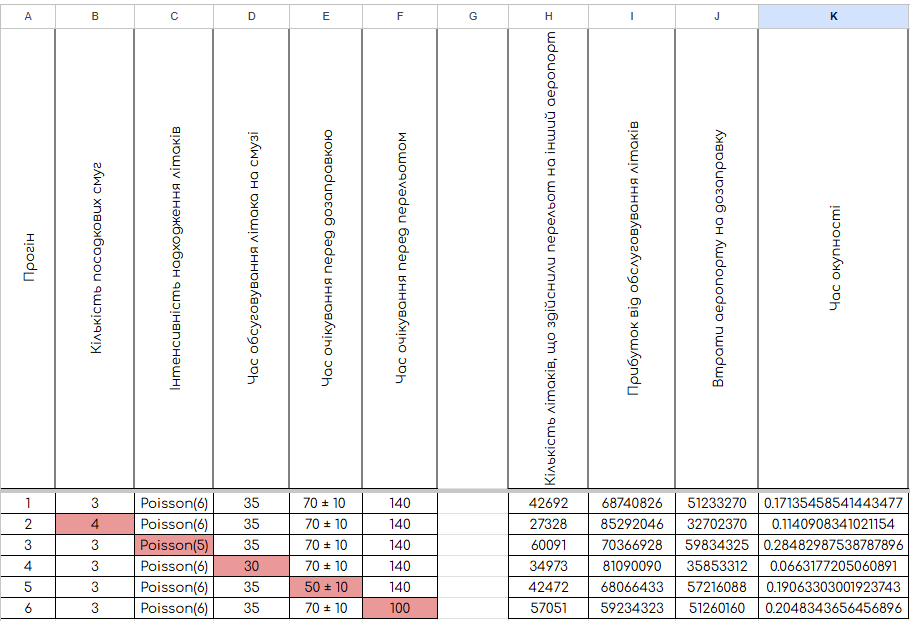 A B C D E F G H I J K
Прогін
Кількість посадкових смуг
Інтенсивність надходження літаків
Час обсуговування літака на смузі
Час очікування перед дозаправкою
Час очікування перед перельотом
Кількість літаків, що здійснили перельот на інший аеропорт
Прибуток від обслуговування літаків
Втрати аеропорту на дозаправку
Час окупності
1 3 Poisson(6) 35 70 ± 10 140 42692 68740826 51233270 0.17135458541443477
2 4 Poisson(6) 35 70 ± 10 140 27328 85292046 32702370 0.1140908341021154
3 3 Poisson(5) 35 70 ± 10 140 60091 70366928 59834325 0.28482987538787896
4 3 Poisson(6) 30 70 ± 10 140 34973 81090090 35853312 0.0663177205060891
5 3 Poisson(6) 35 50 ± 10 140 42472 68066433 57216088 0.19063303001923743
6 3 Poisson(6) 35 70 ± 10 100 57051 59234323 51260160 0.2048343656456896